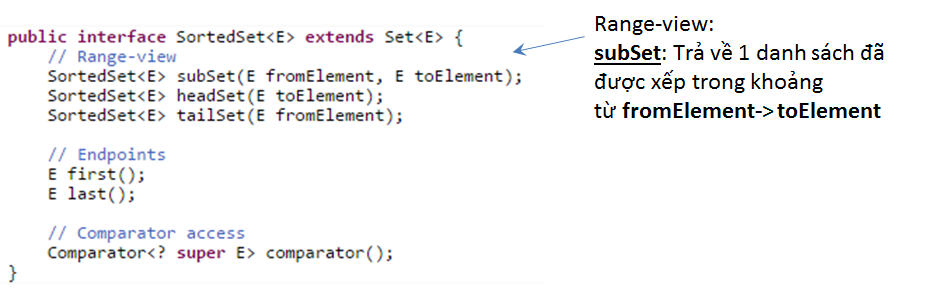 public interface SortedSet<E> extends Set<E> {
// Range-view
SortedSet<E> subSet(E fromElement, E toElement);
SortedSet<E> headSet(E toElement);
SortedSet<E> tailSet(E fromElement);
// Endpoints
E first();
E last();
// Comparator access
Comparator<? super E> comparator();
}
Range-view:
subSet: Trả về 1 danh sách đã
được xếp trong khoảng
từ fromElement->toElement